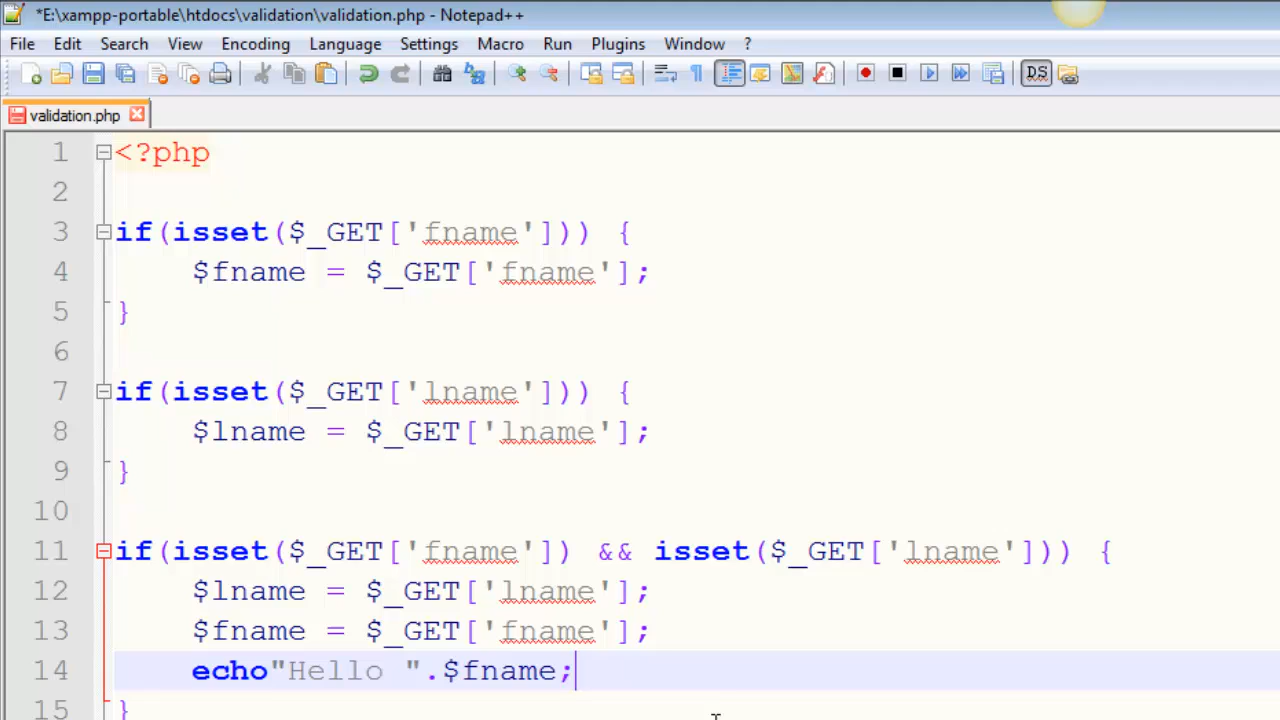 *E:\xampp-portable\htdocs\validation\validation.php - Notepad++
File Edit Search View Encoding Language Settings Macro Run Plugins Window ?
DS
validation.php
1 <?php
2
3 if(isset($_GET['fname'])) {
4 $fname = $_GET['fname'];
5 }
6
7 if(isset($_GET['lname'])) {
8 $lname = $_GET['lname'];
9 }
10
11 if(isset($_GET['fname']) && isset($_GET['lname'])) {
12 $lname = $_GET['lname'];
13 $fname = $_GET['fname'];
14 echo"Hello ".$fname;
15 }